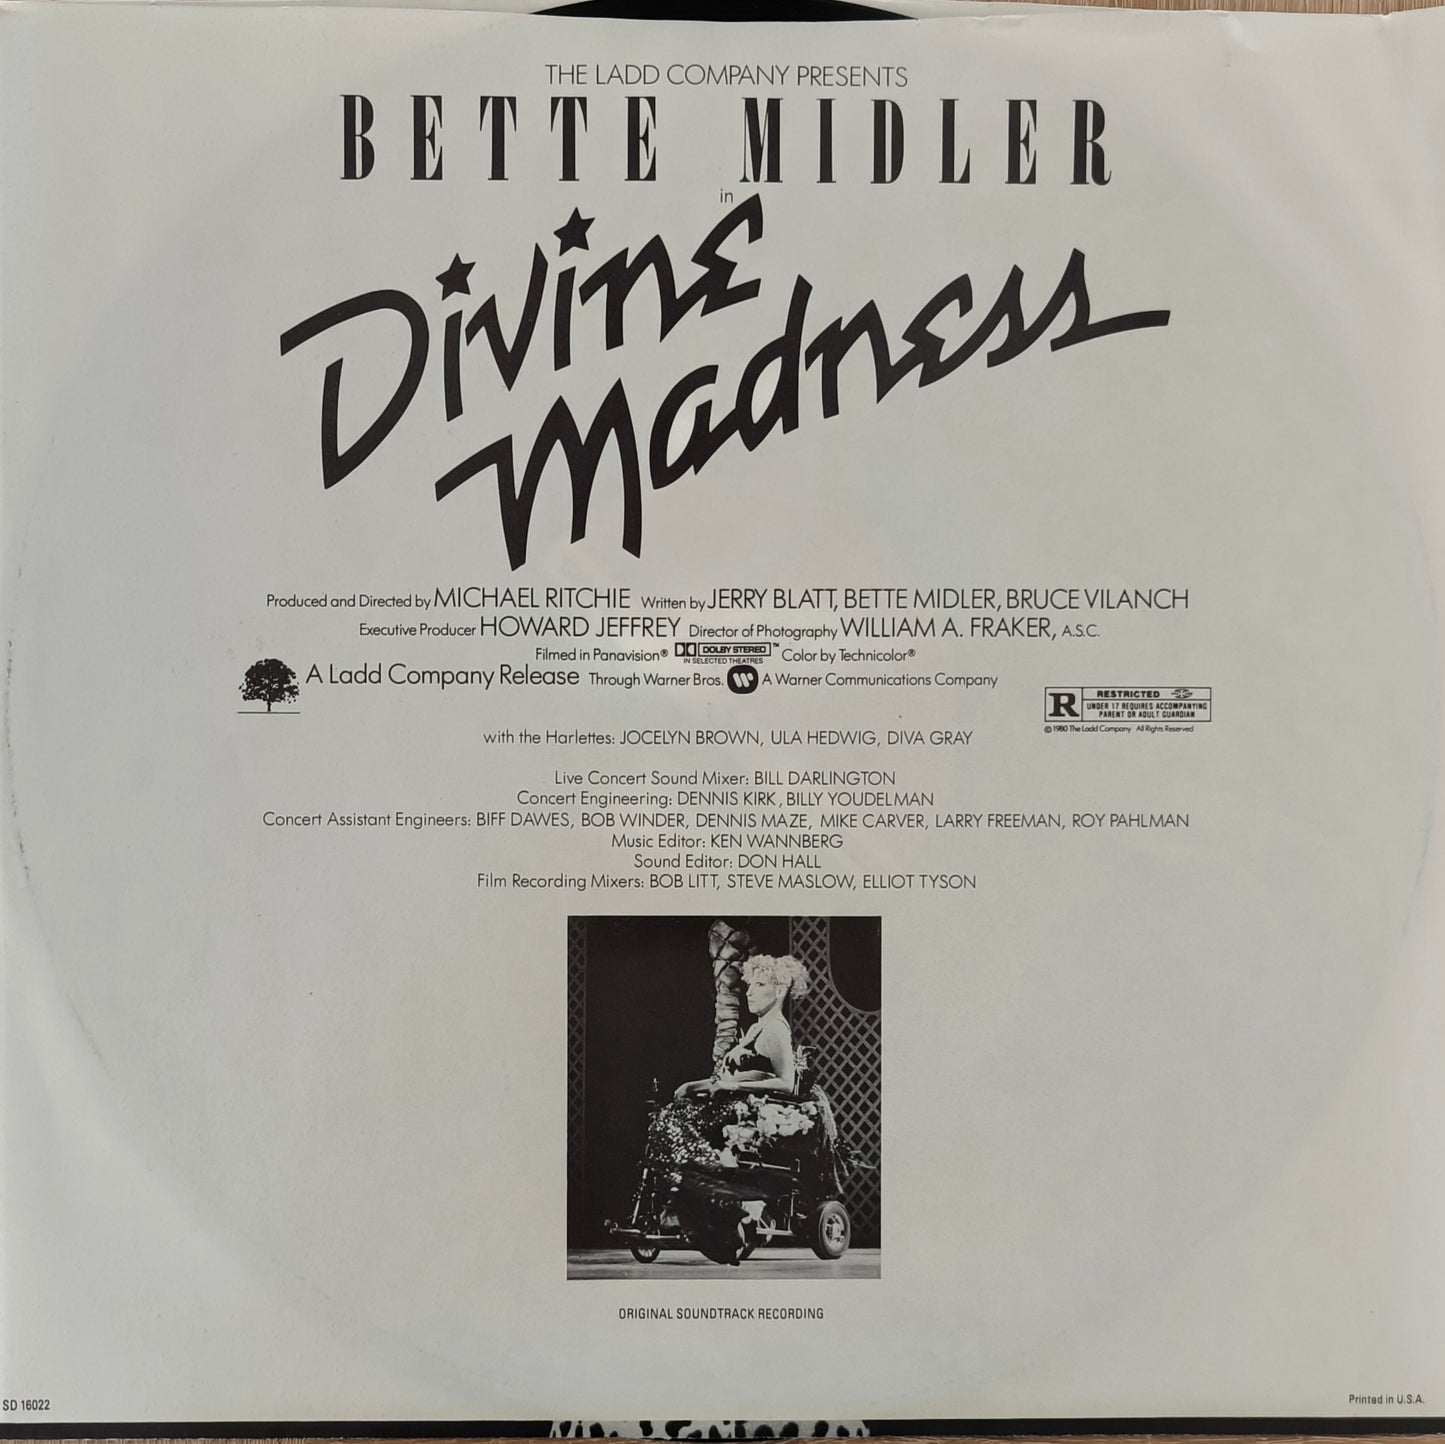 THE LADD COMPANY PRESENTS
BETTE MIDLER
in
Divine
Madness
Produced and Directed by MICHAEL RITCHIE Written by JERRY BLATT, BETTE MIDLER, BRUCE VILANCH
Executive Producer HOWARD JEFFREY Director of Photography WILLIAM A. FRAKER, A.S.C.
Filmed in Panavision® DOLBY STEREO™ IN SELECTED THEATRES Color by Technicolor®
A Ladd Company Release Through Warner Bros. A Warner Communications Company
R RESTRICTED
UNDER 17 REQUIRES ACCOMPANYING
PARENT OR ADULT GUARDIAN
© 1980 The Ladd Company All Rights Reserved
with the Harlettes: JOCELYN BROWN, ULA HEDWIG, DIVA GRAY
Live Concert Sound Mixer: BILL DARLINGTON
Concert Engineering: DENNIS KIRK, BILLY YOUDELMAN
Concert Assistant Engineers: BIFF DAWES, BOB WINDER, DENNIS MAZE, MIKE CARVER, LARRY FREEMAN, ROY PAHLMAN
Music Editor: KEN WANNBERG
Sound Editor: DON HALL
Film Recording Mixers: BOB LITT, STEVE MASLOW, ELLIOT TYSON
ORIGINAL SOUNDTRACK RECORDING
SD 16022
Printed in U.S.A.